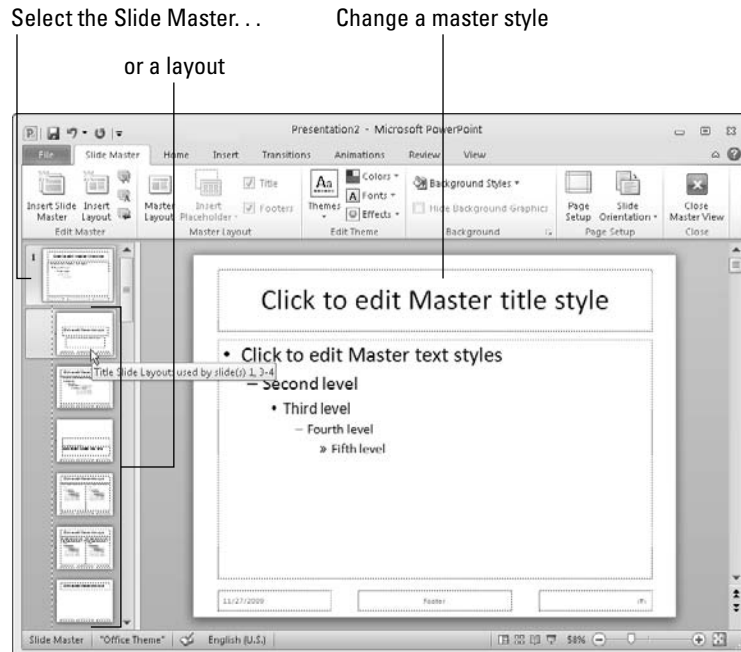 Select the Slide Master. . .
Change a master style
or a layout
Presentation2 - Microsoft PowerPoint
File Slide Master Home Insert Transitions Animations Review View
Insert Slide Master
Insert Layout
Master Layout
Insert Placeholder
Title
Footers
Themes
Colors
Fonts
Effects
Background Styles
Hide Background Graphics
Page Setup
Slide Orientation
Close Master View
Edit Master
Master Layout
Edit Theme
Background
Page Setup
Close
1
Click to edit Master title style
• Click to edit Master text styles
– Second level
• Third level
– Fourth level
» Fifth level
Title Slide Layout: used by slide(s) 1, 3-4
11/27/2009
Footer
Slide Master
"Office Theme"
English (U.S.)
58%